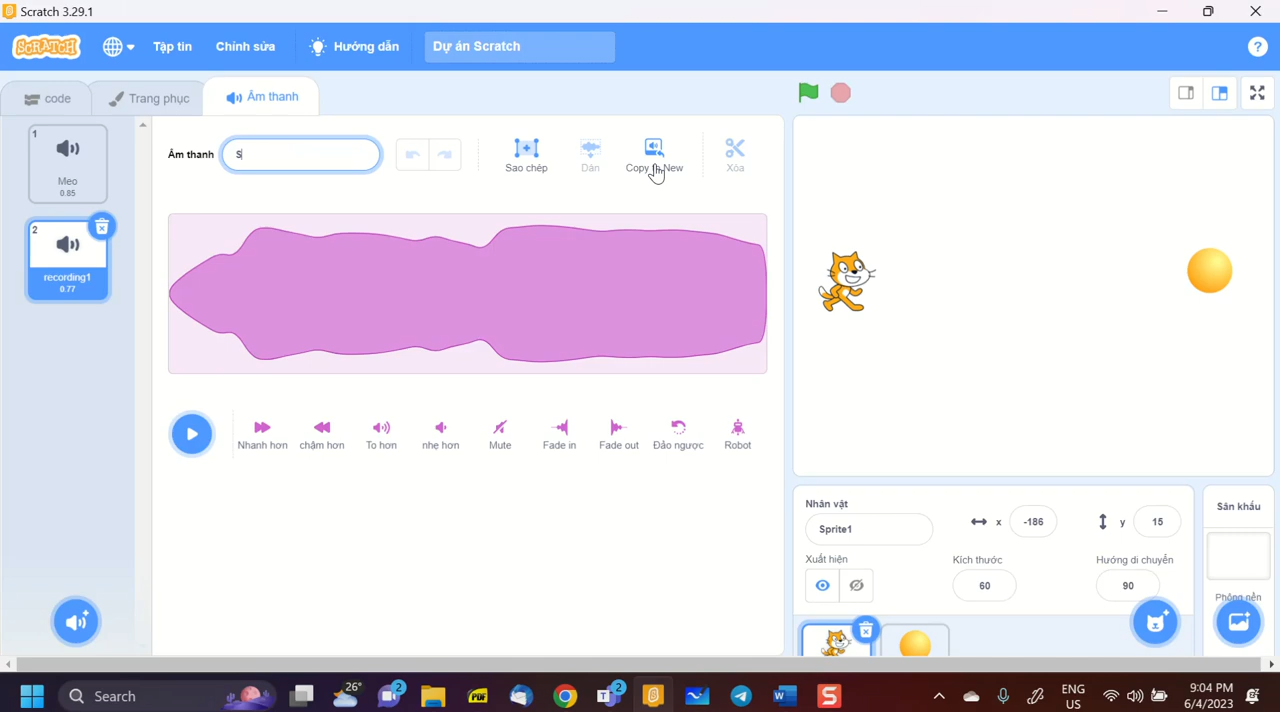 Scratch 3.29.1
SCRATCH
Tập tin
Chỉnh sửa
Hướng dẫn
Dự án Scratch
?
code
Trang phục
Âm thanh
1
Meo
0.85
2
recording1
0.77
Âm thanh
S
Sao chép
Dán
Copy to New
Xóa
Nhanh hơn
chậm hơn
To hơn
nhẹ hơn
Mute
Fade in
Fade out
Đảo ngược
Robot
Nhân vật
Sprite1
x
-186
y
15
Xuất hiện
Kích thước
60
Hướng di chuyển
90
Sân khấu
Phông nền
Search
26°
2
PDF
2
W
S
ENG
US
9:04 PM
6/4/2023